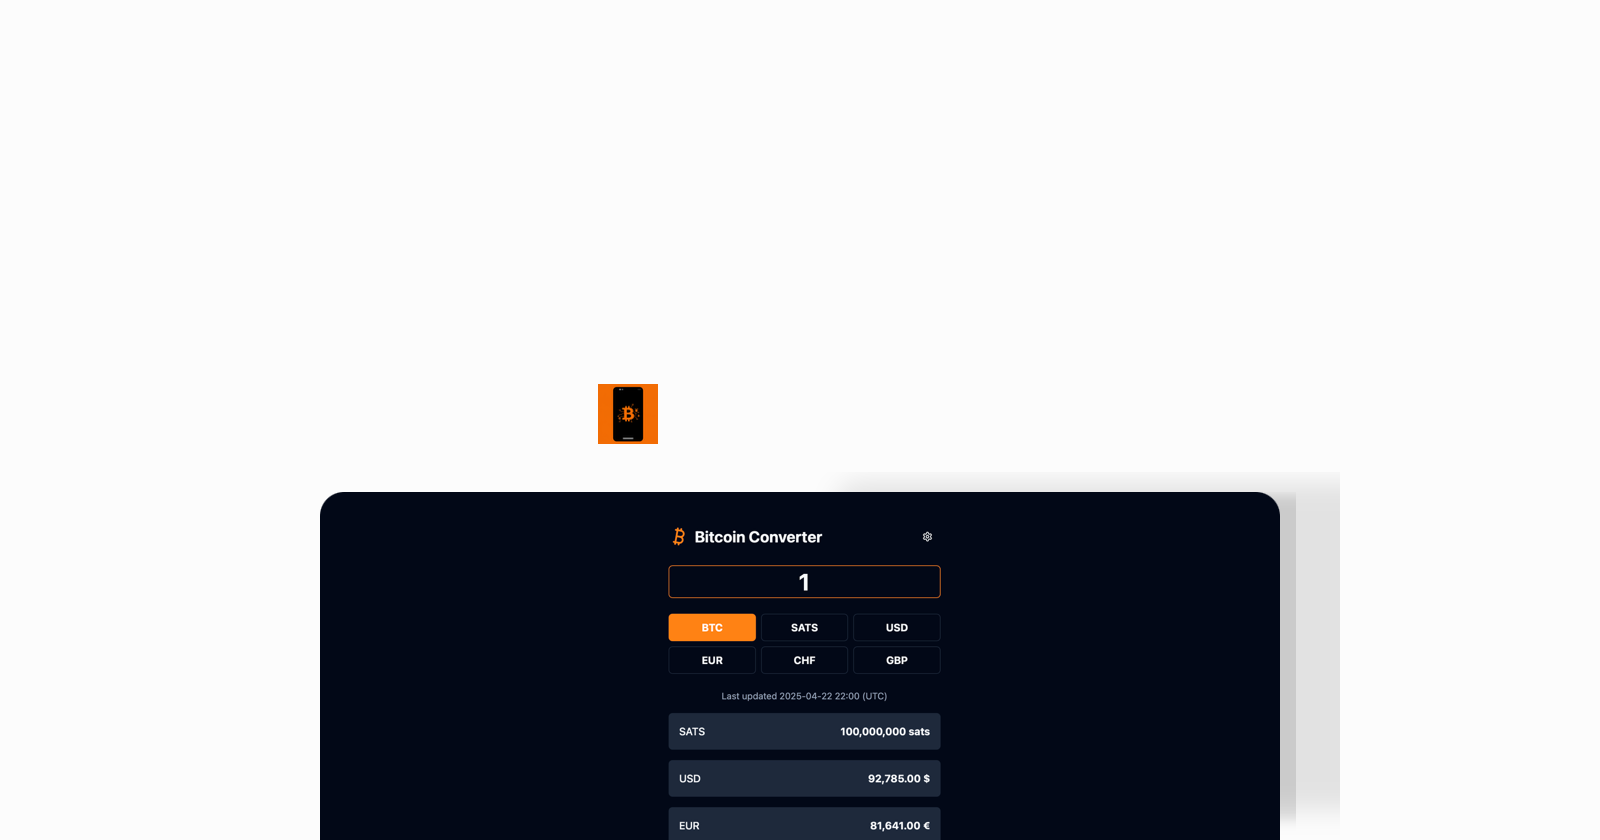 Bitcoin Converter
1
BTC SATS USD
EUR CHF GBP
Last updated 2025-04-22 22:00 (UTC)
SATS 100,000,000 sats
USD 92,785.00 $
EUR 81,641.00 €